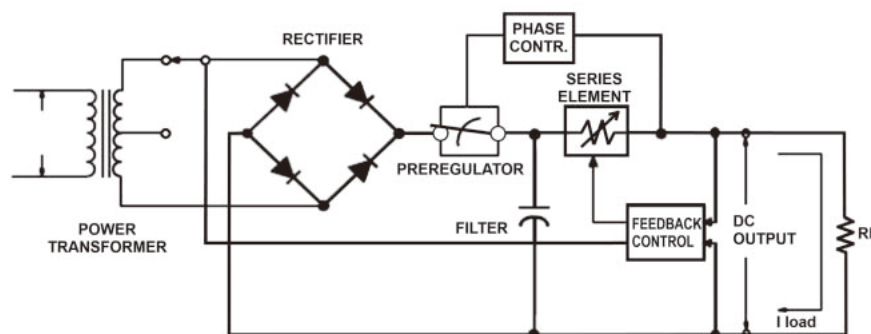 RECTIFIER
PHASE
CONTR.
SERIES
ELEMENT
PREREGULATOR
POWER
TRANSFORMER
FILTER
FEEDBACK
CONTROL
DC
OUTPUT
I load